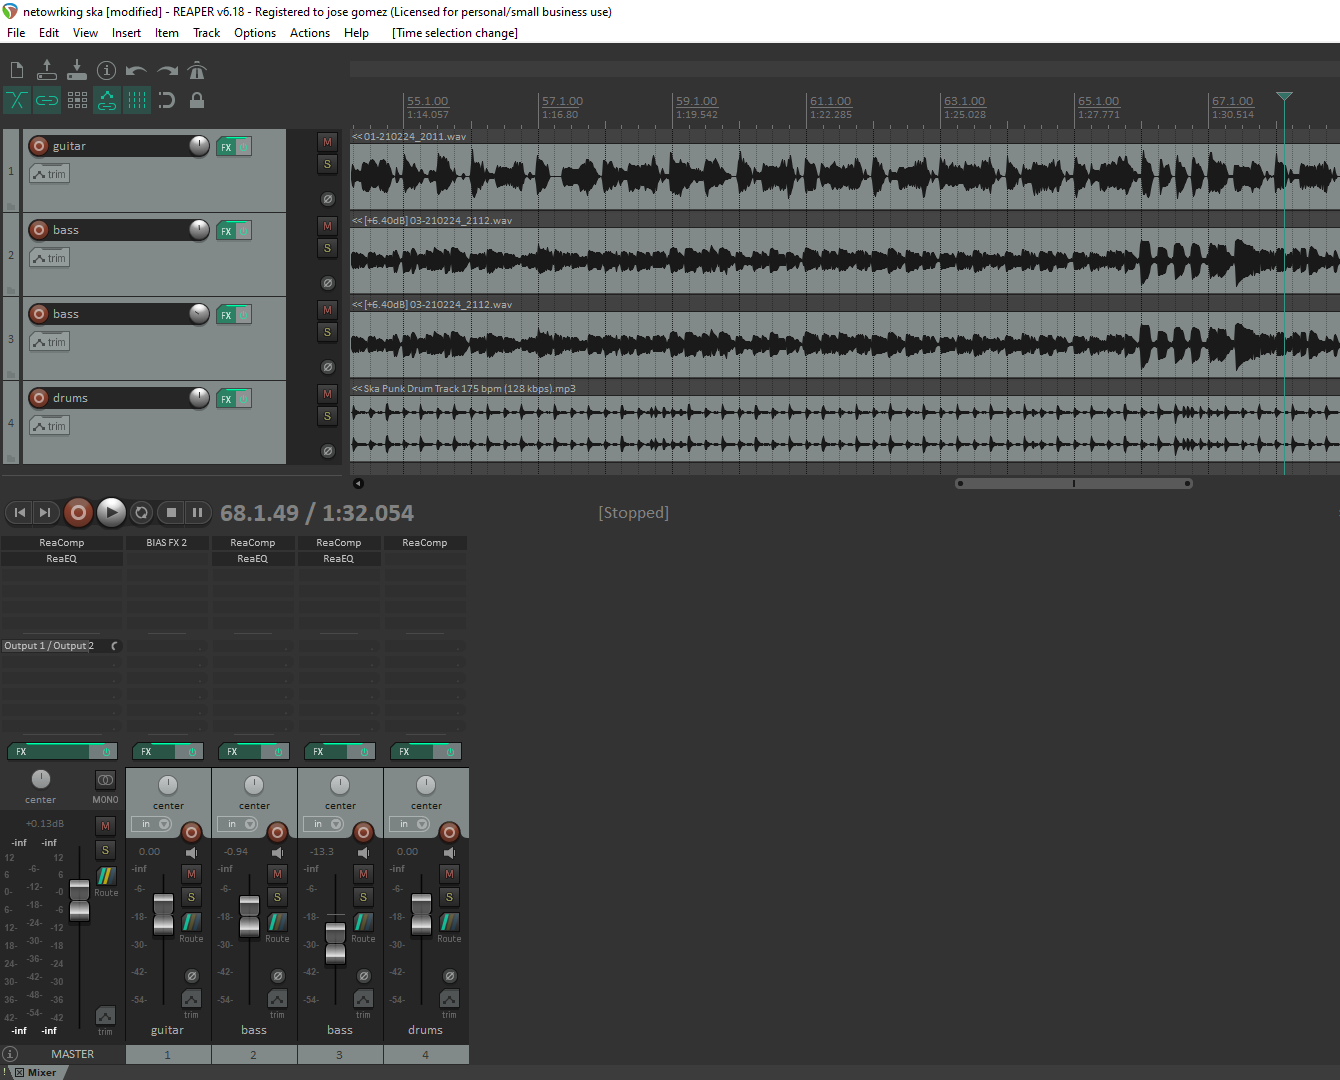 netowrking ska [modified] - REAPER v6.18 - Registered to jose gomez (Licensed for personal/small business use)
File Edit View Insert Item Track Options Actions Help [Time selection change]
55.1.00 57.1.00 59.1.00 61.1.00 63.1.00 65.1.00 67.1.00
1:14.057 1:16.80 1:19.542 1:22.285 1:25.028 1:27.771 1:30.514
<<01-210224_2011.wav
1 guitar FX M
trim S
<<[+6.40dB] 03-210224_2112.wav
2 bass FX M
trim S
<<[+6.40dB] 03-210224_2112.wav
3 bass FX M
trim S
<<Ska Punk Drum Track 175 bpm (128 kbps).mp3
4 drums FX M
trim S
68.1.49 / 1:32.054 [Stopped]
ReaComp BIAS FX 2 ReaComp ReaComp ReaComp
ReaEQ ReaEQ ReaEQ
Output 1 / Output 2
FX FX FX FX FX
center MONO center center center center
in in in in
+0.13dB M 0.00 -0.94 -13.3 0.00
-inf -inf -inf -inf -inf -inf
M M M M
S S S S S
12 6 0- 6- 12- 18- 24- 30- 36- 42-
-6- -12- -18- -24- -30- -36- -42- -48- -54-
12 6 -0 -6 -12 -18 -24 -30 -36 -42
-6- -18- -30- -42- -54-
-6- -18- -30- -42- -54-
-6- -18- -30- -42- -54-
-6- -18- -30- -42- -54-
Route Route Route Route Route
trim trim trim trim trim
-inf -inf guitar bass bass drums
MASTER 1 2 3 4
! Mixer